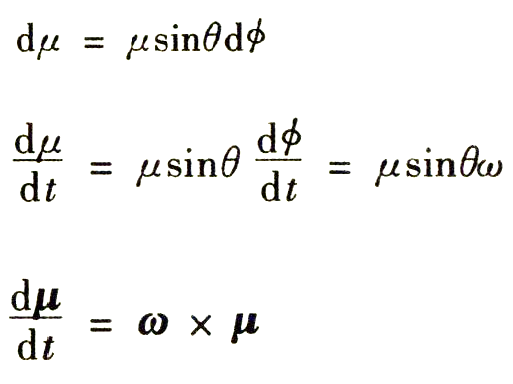 dμ = μsinθdϕ
dμ/dt = μsinθ dϕ/dt = μsinθω
d𝛍/dt = 𝛚 × 𝛍